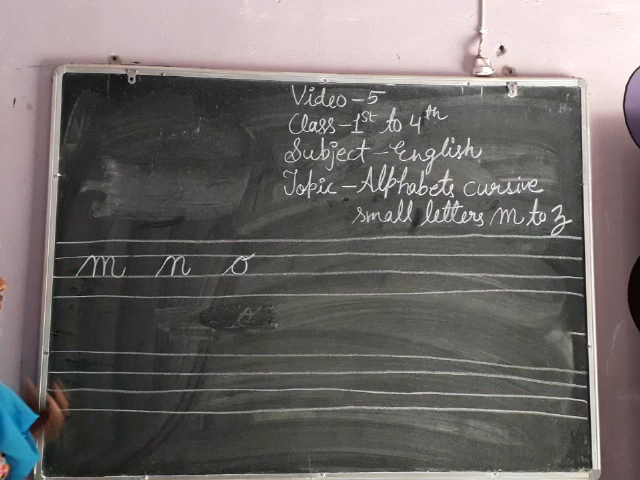 Video-5
Class-1st to 4th
Subject-English
Topic-Alphabets cursive
small letters m to z
m n o